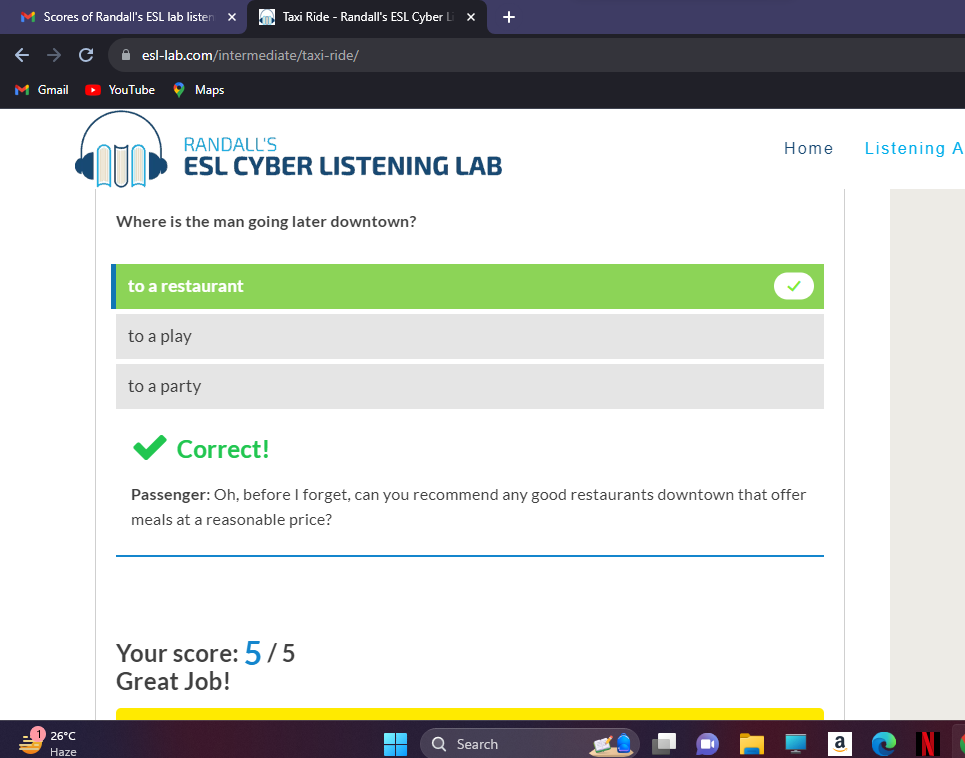 Scores of Randall's ESL lab listen
Taxi Ride - Randall's ESL Cyber Li
esl-lab.com/intermediate/taxi-ride/
Gmail YouTube Maps
RANDALL'S
ESL CYBER LISTENING LAB
Home Listening A
Where is the man going later downtown?
to a restaurant
to a play
to a party
Correct!
Passenger: Oh, before I forget, can you recommend any good restaurants downtown that offer
meals at a reasonable price?
Your score: 5 / 5
Great Job!
1
26°C
Haze
Search
a
N